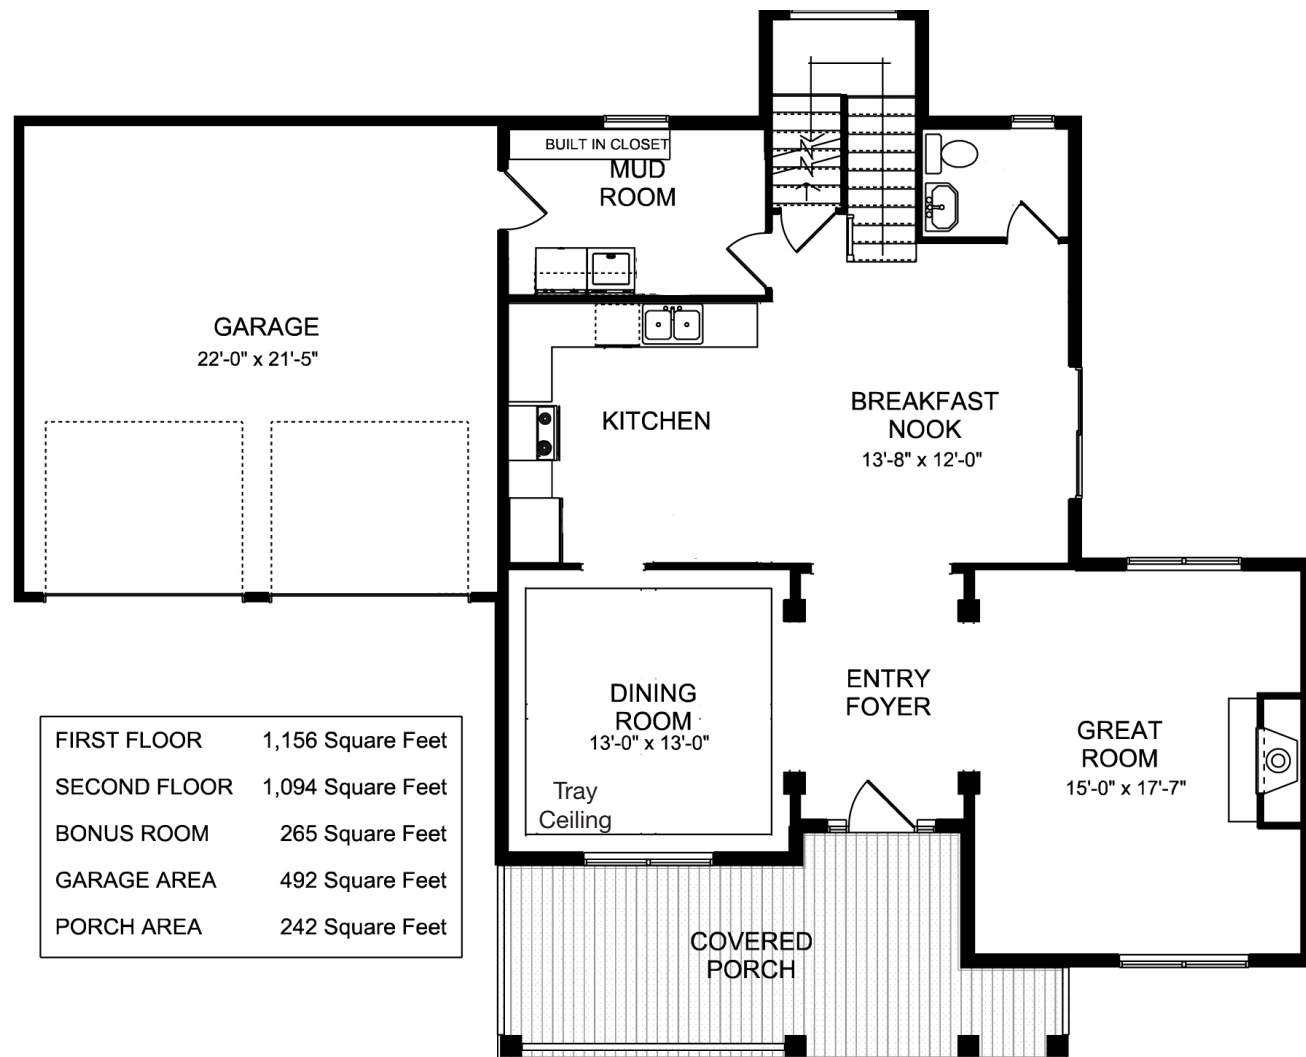 BUILT IN CLOSET
MUD
ROOM
GARAGE
22'-0" x 21'-5"
KITCHEN
BREAKFAST
NOOK
13'-8" x 12'-0"
DINING
ROOM
13'-0" x 13'-0"
Tray
Ceiling
ENTRY
FOYER
GREAT
ROOM
15'-0" x 17'-7"
COVERED
PORCH
FIRST FLOOR 1,156 Square Feet
SECOND FLOOR 1,094 Square Feet
BONUS ROOM 265 Square Feet
GARAGE AREA 492 Square Feet
PORCH AREA 242 Square Feet